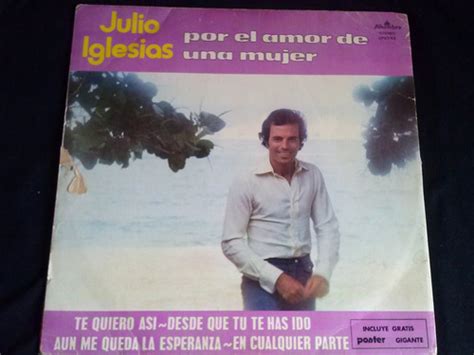 Julio
Iglesias
por el amor de
una mujer
Alhambra
TE QUIERO ASI~DESDE QUE TU TE HAS IDO
AUN ME QUEDA LA ESPERANZA~EN CUALQUIER PARTE
INCLUYE GRATIS
poster GIGANTE